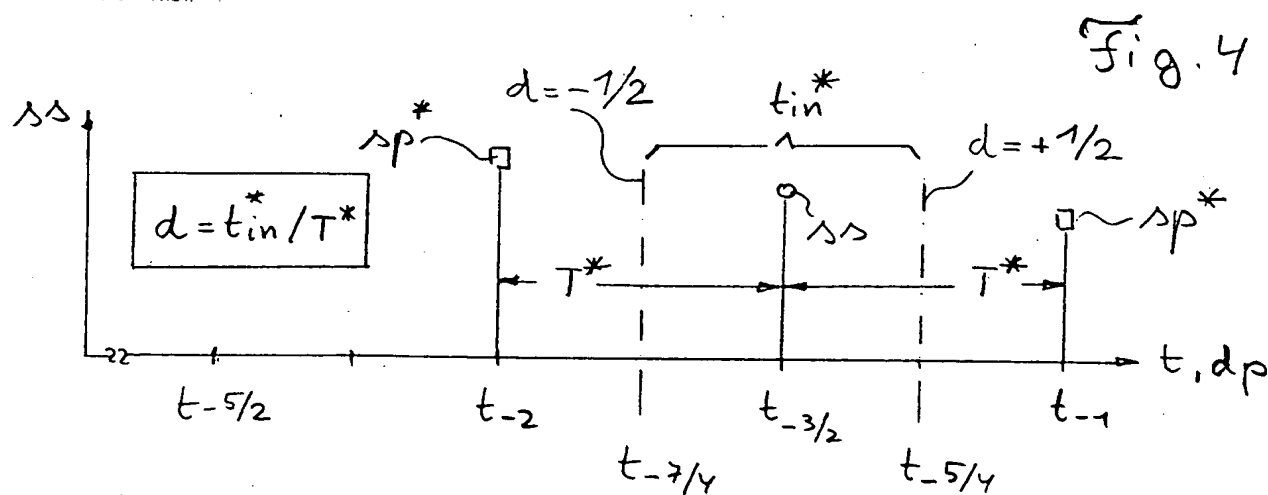 Fig. 4
d = -1/2
tin*
ss
sp*
d = +1/2
d = tin*/T*
ss
sp*
T*
T*
t, dp
t-5/2
t-2
t-3/2
t-1
t-7/4
t-5/4